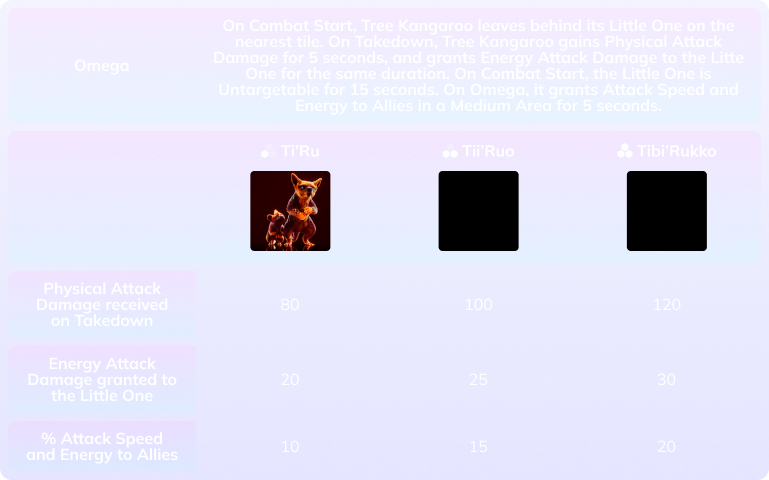 Omega
On Combat Start, Tree Kangaroo leaves behind its Little One on the
nearest tile. On Takedown, Tree Kangaroo gains Physical Attack
Damage for 5 seconds, and grants Energy Attack Damage to the Litte
One for the same duration. On Combat Start, the Little One is
Untargetable for 15 seconds. On Omega, it grants Attack Speed and
Energy to Allies in a Medium Area for 5 seconds.
Ti'Ru Tii'Ruo Tibi'Rukko
Physical Attack
Damage received
on Takedown
80 100 120
Energy Attack
Damage granted to
the Little One
20 25 30
% Attack Speed
and Energy to Allies
10 15 20